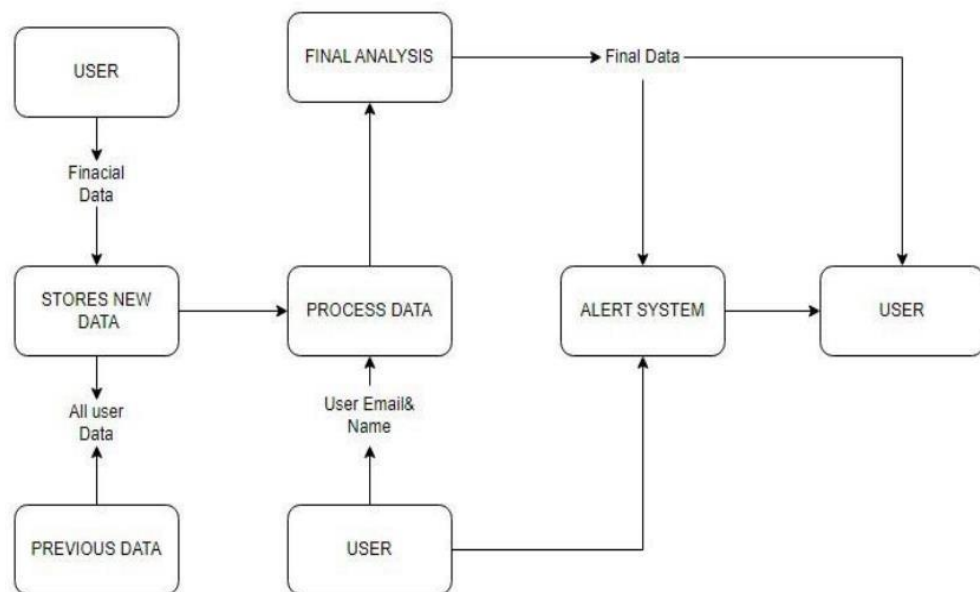 USER
FINAL ANALYSIS
Final Data
Finacial
Data
STORES NEW
DATA
PROCESS DATA
ALERT SYSTEM
USER
All user
Data
User Email&
Name
PREVIOUS DATA
USER